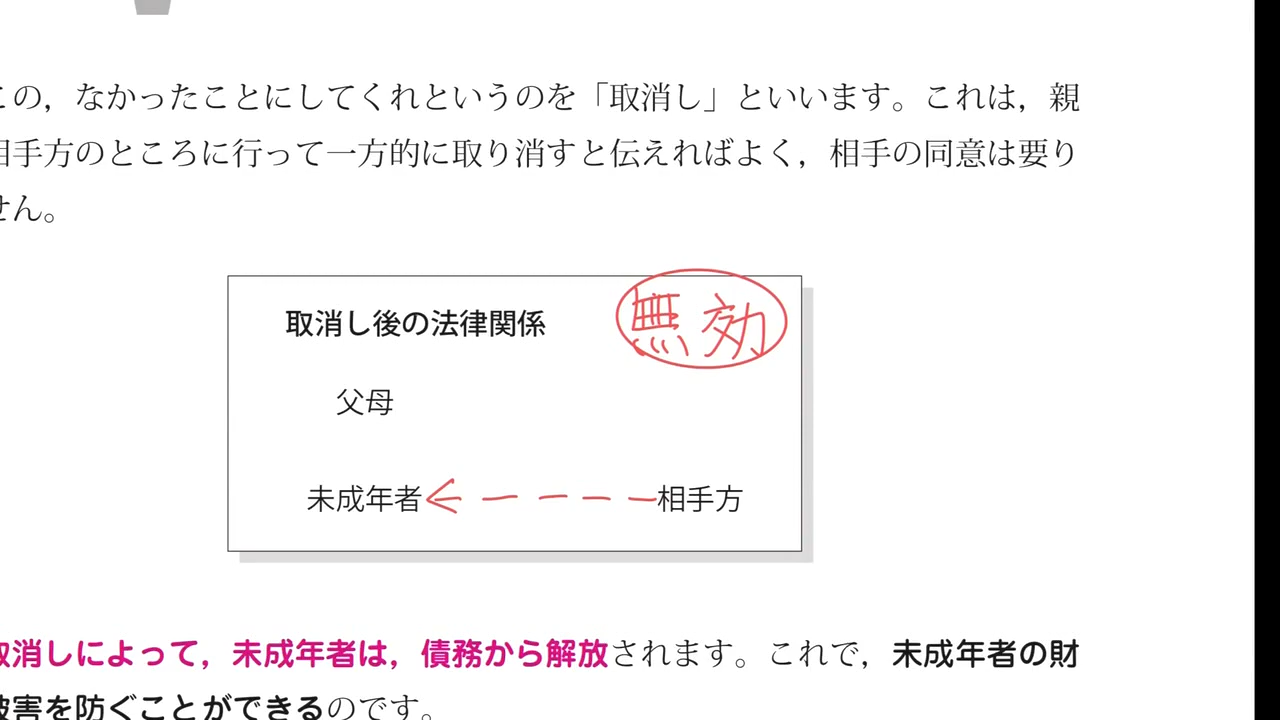 この，なかったことにしてくれというのを「取消し」といいます。これは，親
相手方のところに行って一方的に取り消すと伝えればよく，相手の同意は要り
せん。
取消し後の法律関係 無効
父母
未成年者 相手方
取消しによって，未成年者は，債務から解放されます。これで，未成年者の財
被害を防ぐことができるのです。